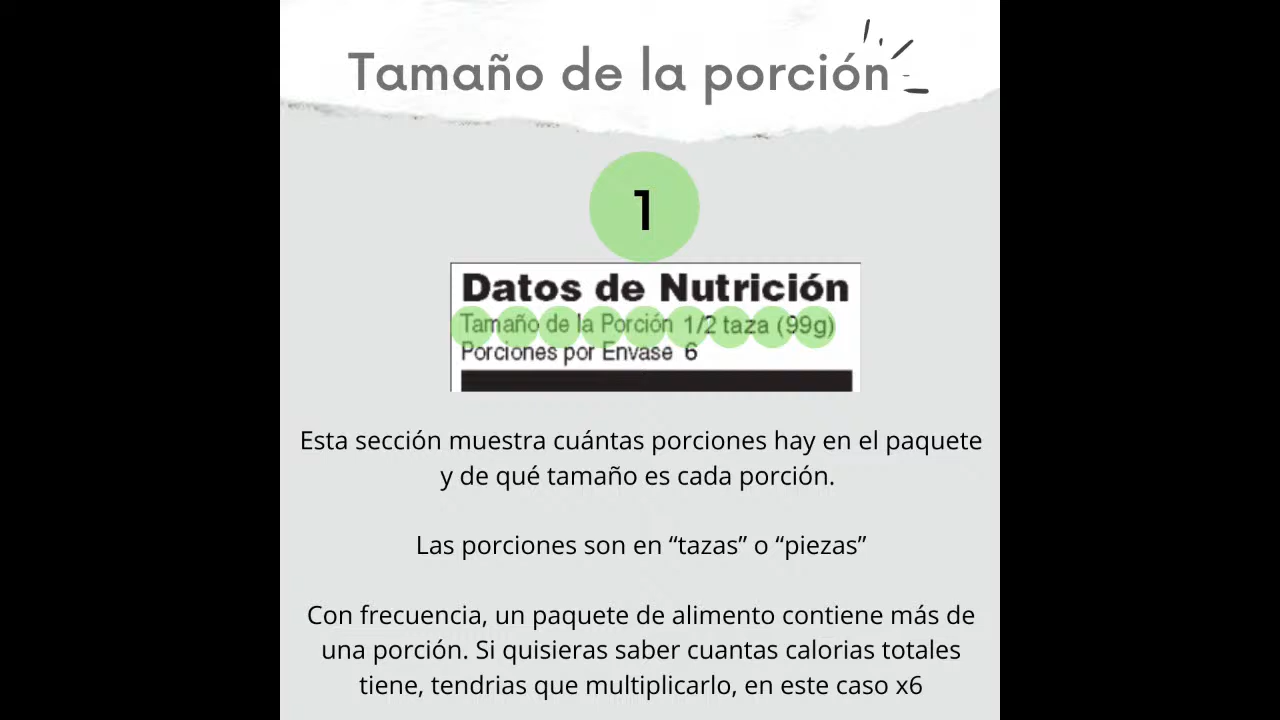 Tamaño de la porción
1
Datos de Nutrición
Tamaño de la Porción 1/2 taza (99g)
Porciones por Envase 6
Esta sección muestra cuántas porciones hay en el paquete
y de qué tamaño es cada porción.
Las porciones son en “tazas” o “piezas”
Con frecuencia, un paquete de alimento contiene más de
una porción. Si quisieras saber cuantas calorias totales
tiene, tendrias que multiplicarlo, en este caso x6